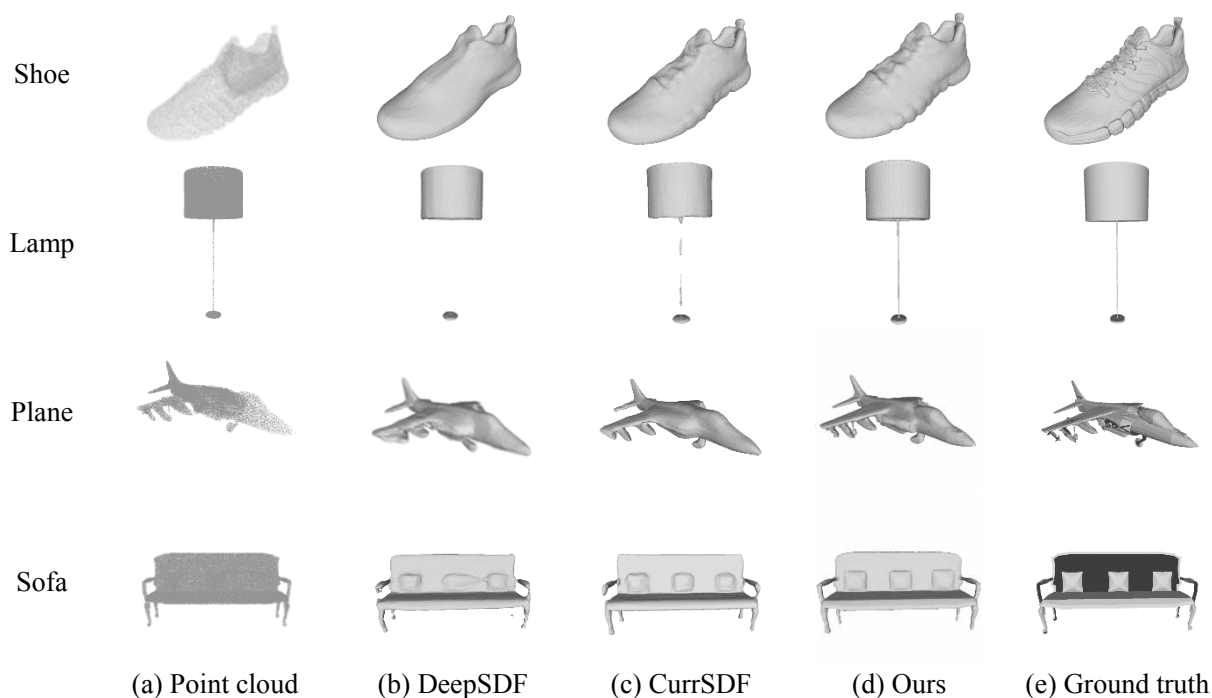 Shoe
Lamp
Plane
Sofa
(a) Point cloud (b) DeepSDF (c) CurrSDF (d) Ours (e) Ground truth